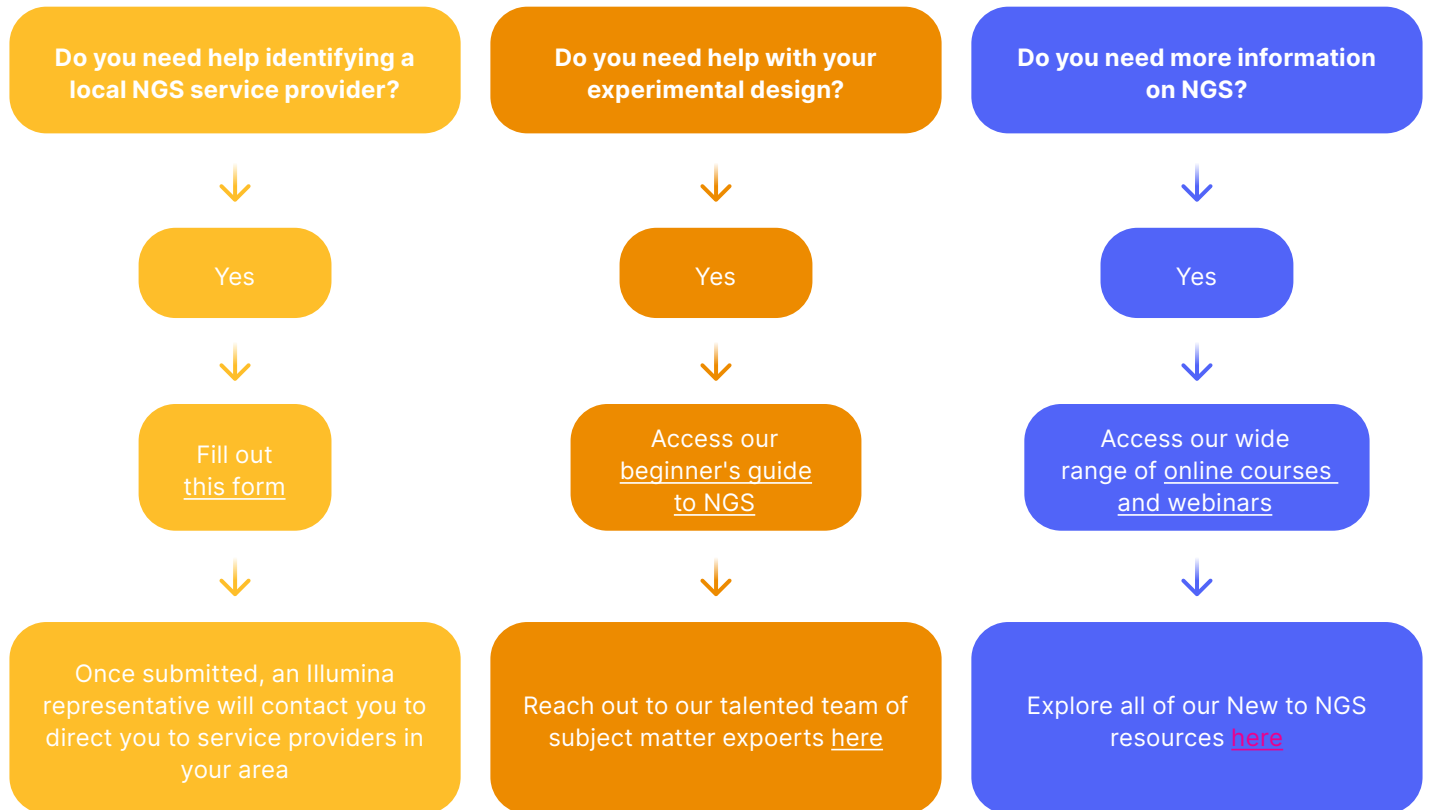 Do you need help identifying a
local NGS service provider?
Yes
Fill out
this form
Once submitted, an Illumina
representative will contact you to
direct you to service providers in
your area
Do you need help with your
experimental design?
Yes
Access our
beginner's guide
to NGS
Reach out to our talented team of
subject matter expoerts here
Do you need more information
on NGS?
Yes
Access our wide
range of online courses
and webinars
Explore all of our New to NGS
resources here